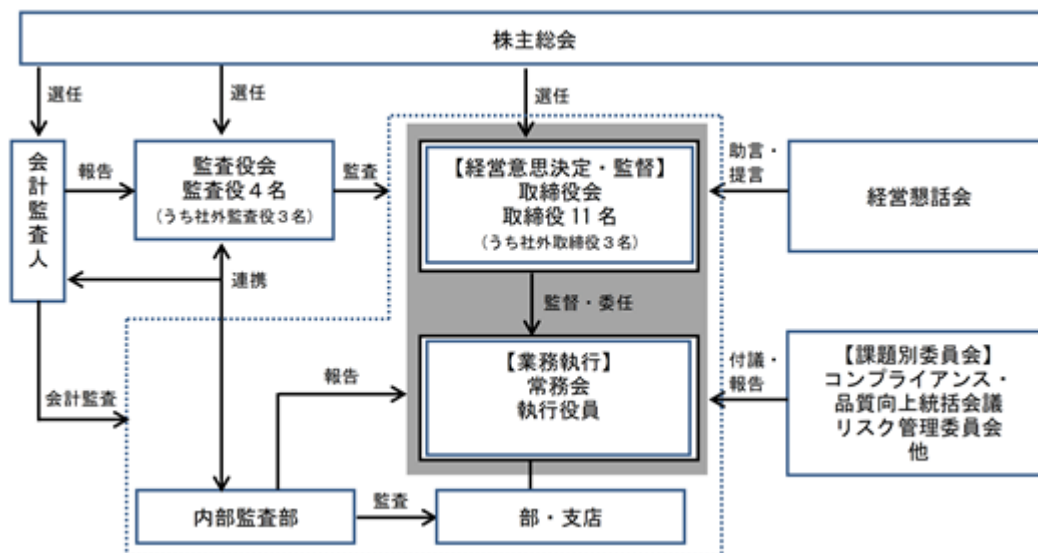 株主総会
選任
選任
選任
会計監査人
報告
監査役会
監査役4名
(うち社外監査役3名)
監査
【経営意思決定・監督】
取締役会
取締役 11 名
(うち社外取締役3名)
助言・
提言
経営懇話会
連携
監督・委任
会計監査
報告
【業務執行】
常務会
執行役員
付議・
報告
【課題別委員会】
コンプライアンス・
品質向上統括会議
リスク管理委員会
他
内部監査部
監査
部・支店